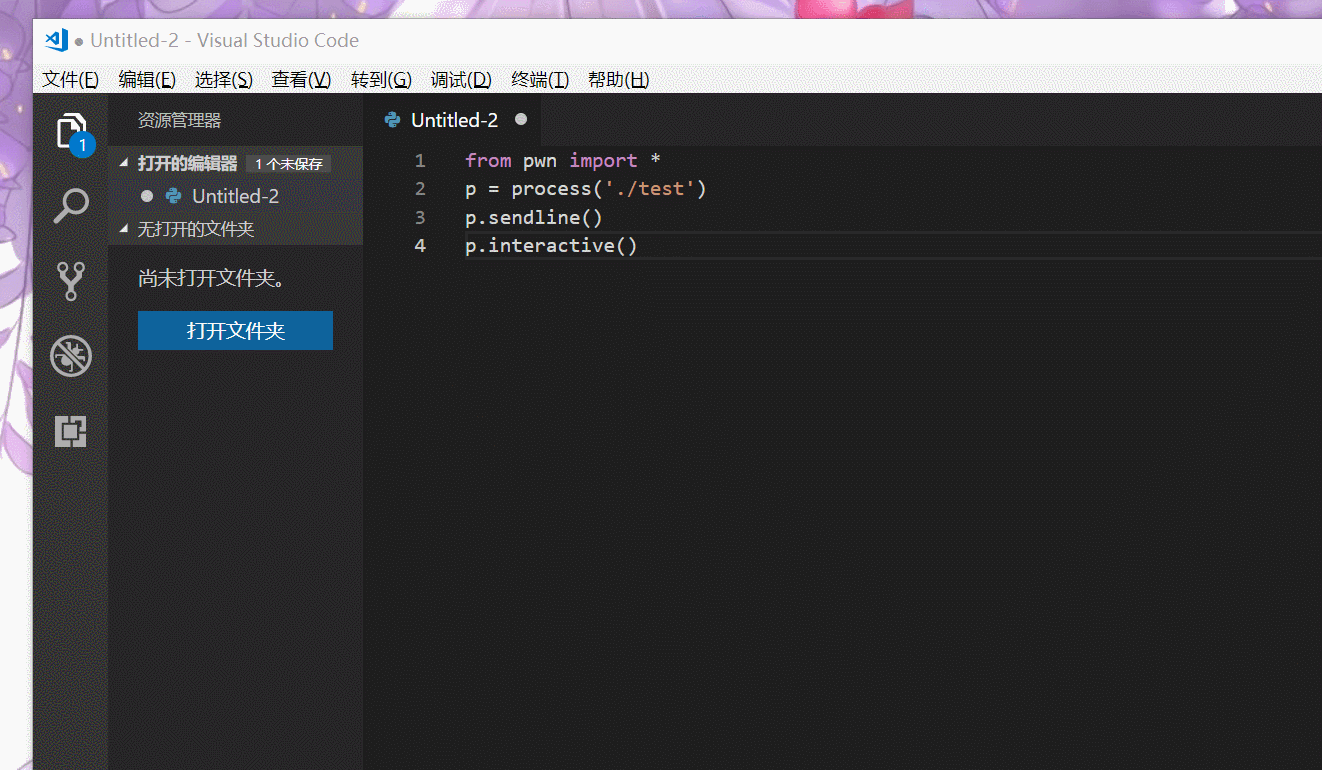 Untitled-2 - Visual Studio Code
文件(F) 编辑(E) 选择(S) 查看(V) 转到(G) 调试(D) 终端(T) 帮助(H)
资源管理器
1
打开的编辑器 1 个未保存
Untitled-2
无打开的文件夹
尚未打开文件夹。
打开文件夹
Untitled-2
1 from pwn import *
2 p = process('./test')
3 p.sendline()
4 p.interactive()